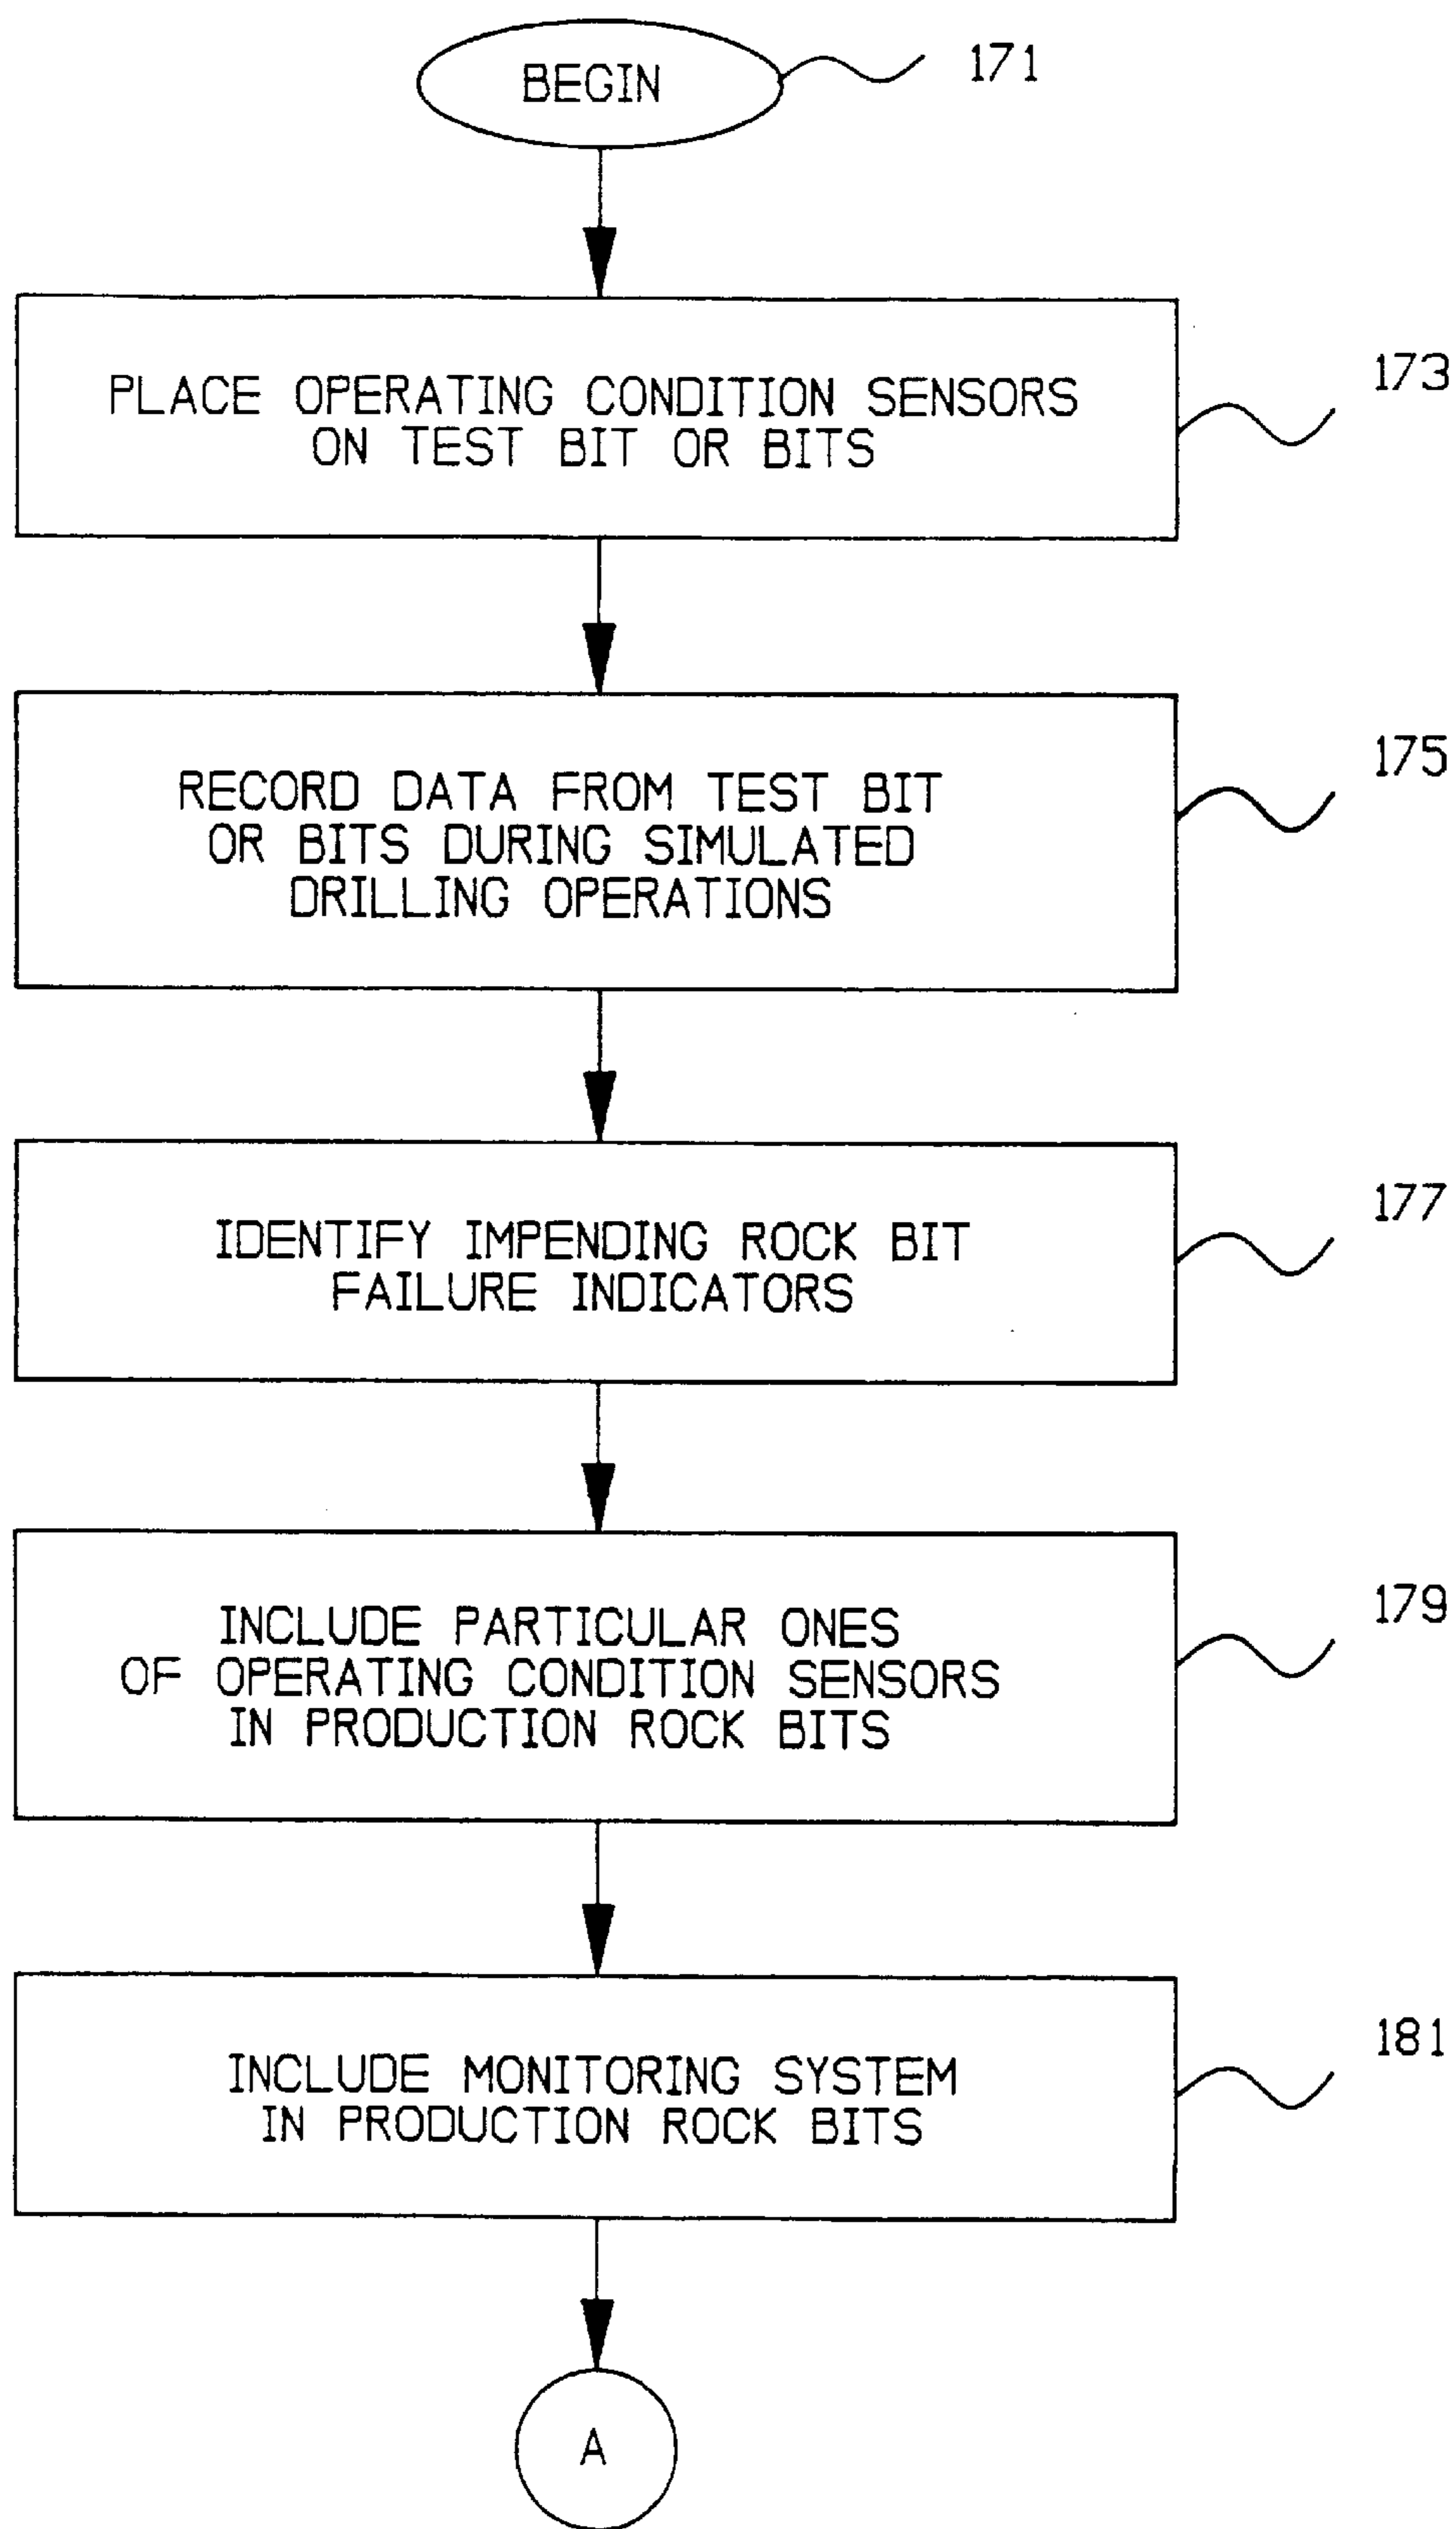 BEGIN
171
PLACE OPERATING CONDITION SENSORS
ON TEST BIT OR BITS
173
RECORD DATA FROM TEST BIT
OR BITS DURING SIMULATED
DRILLING OPERATIONS
175
IDENTIFY IMPENDING ROCK BIT
FAILURE INDICATORS
177
INCLUDE PARTICULAR ONES
OF OPERATING CONDITION SENSORS
IN PRODUCTION ROCK BITS
179
INCLUDE MONITORING SYSTEM
IN PRODUCTION ROCK BITS
181
A